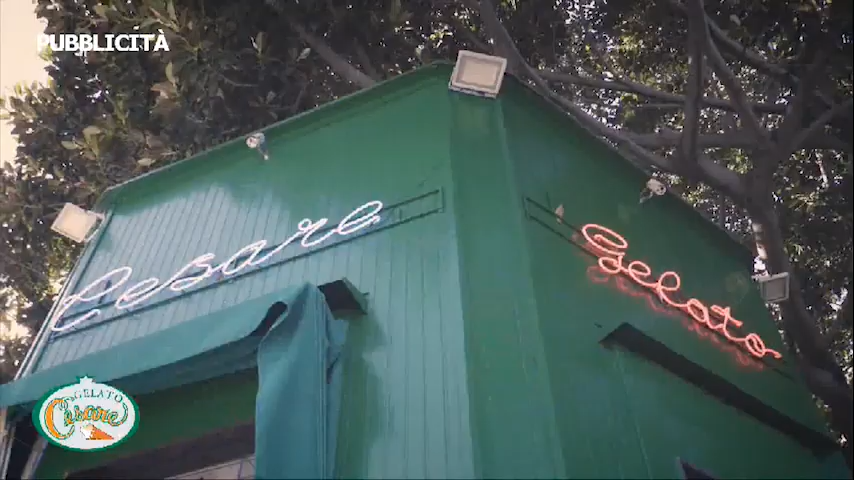 PUBBLICITÀ
Cesare
Gelato
GELATO
Cesare